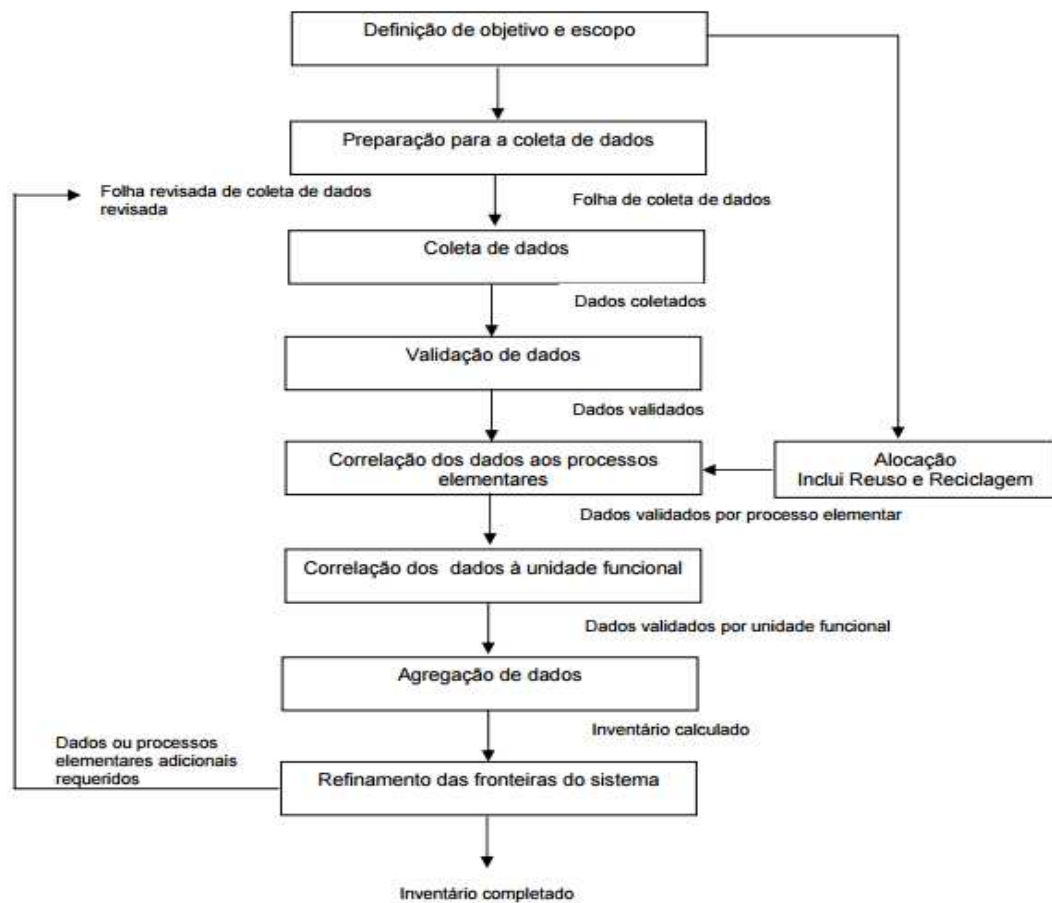 Definição de objetivo e escopo
Preparação para a coleta de dados
Folha revisada de coleta de dados
revisada
Folha de coleta de dados
Coleta de dados
Dados coletados
Validação de dados
Dados validados
Correlação dos dados aos processos
elementares
Alocação
Inclui Reuso e Reciclagem
Dados validados por processo elementar
Correlação dos dados à unidade funcional
Dados validados por unidade funcional
Agregação de dados
Inventário calculado
Dados ou processos
elementares adicionais
requeridos
Refinamento das fronteiras do sistema
Inventário completado